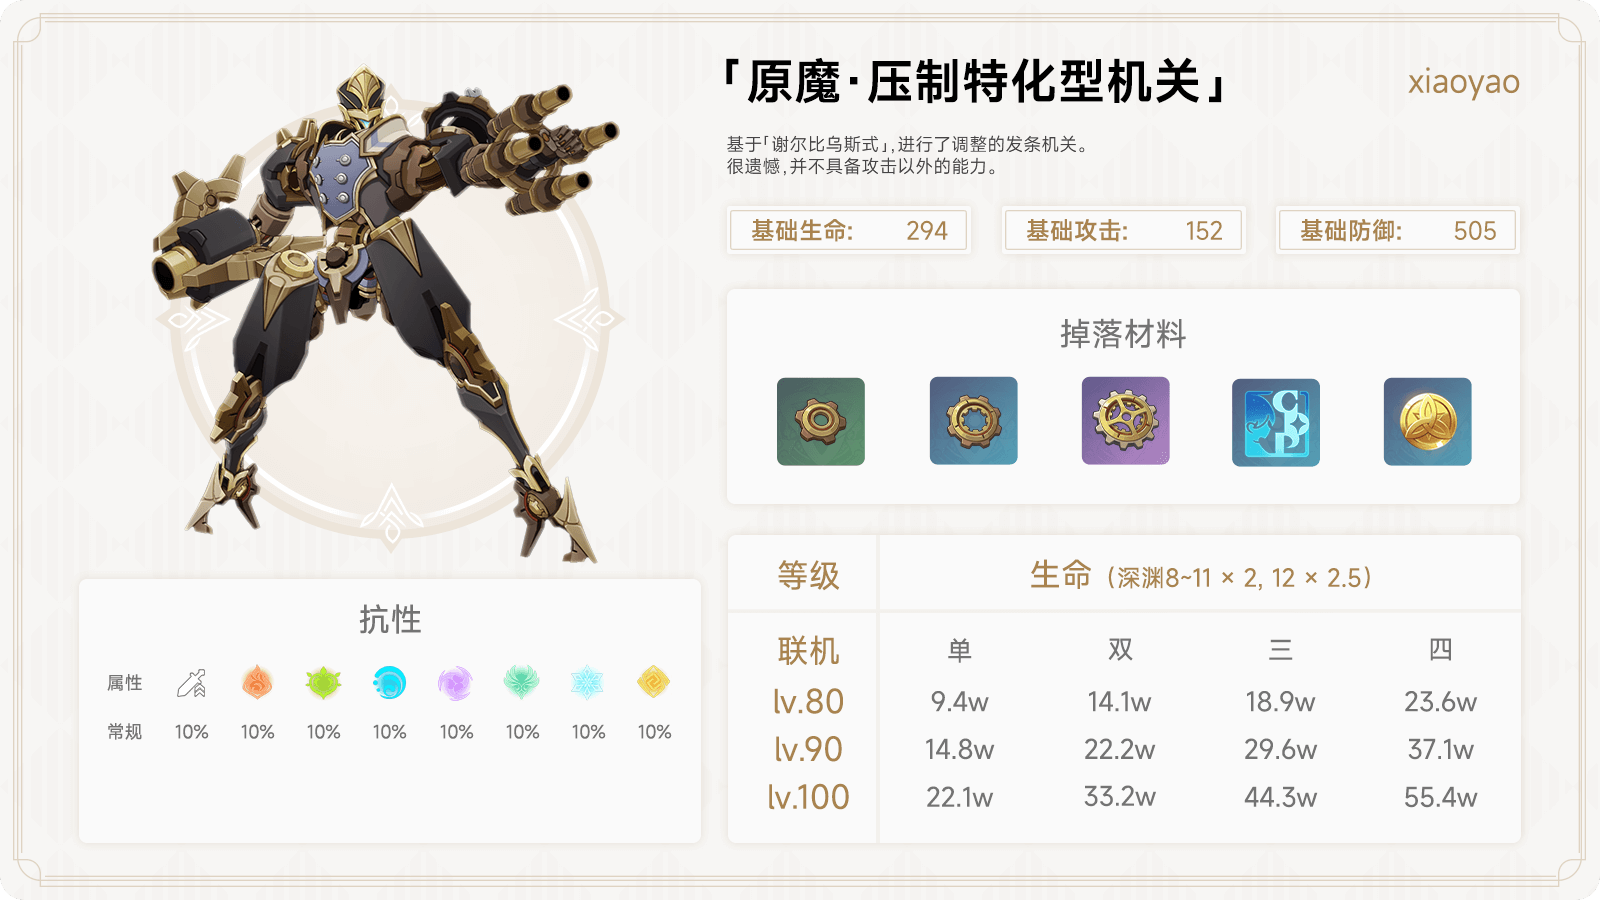 「原魔·压制特化型机关」
xiaoyao
基于「谢尔比乌斯式」,进行了调整的发条机关。
很遗憾,并不具备攻击以外的能力。
基础生命: 294
基础攻击: 152
基础防御: 505
掉落材料
抗性
属性
常规 10% 10% 10% 10% 10% 10% 10% 10%
等级 生命 (深渊8~11 × 2, 12 × 2.5)
联机 单 双 三 四
lv.80 9.4w 14.1w 18.9w 23.6w
lv.90 14.8w 22.2w 29.6w 37.1w
lv.100 22.1w 33.2w 44.3w 55.4w